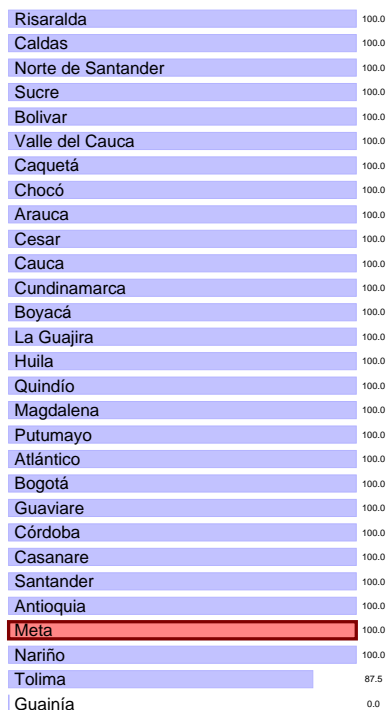 Risaralda 100.0
Caldas 100.0
Norte de Santander 100.0
Sucre 100.0
Bolivar 100.0
Valle del Cauca 100.0
Caquetá 100.0
Chocó 100.0
Arauca 100.0
Cesar 100.0
Cauca 100.0
Cundinamarca 100.0
Boyacá 100.0
La Guajira 100.0
Huila 100.0
Quindío 100.0
Magdalena 100.0
Putumayo 100.0
Atlántico 100.0
Bogotá 100.0
Guaviare 100.0
Córdoba 100.0
Casanare 100.0
Santander 100.0
Antioquia 100.0
Meta 100.0
Nariño 100.0
Tolima 87.5
Guainía 0.0